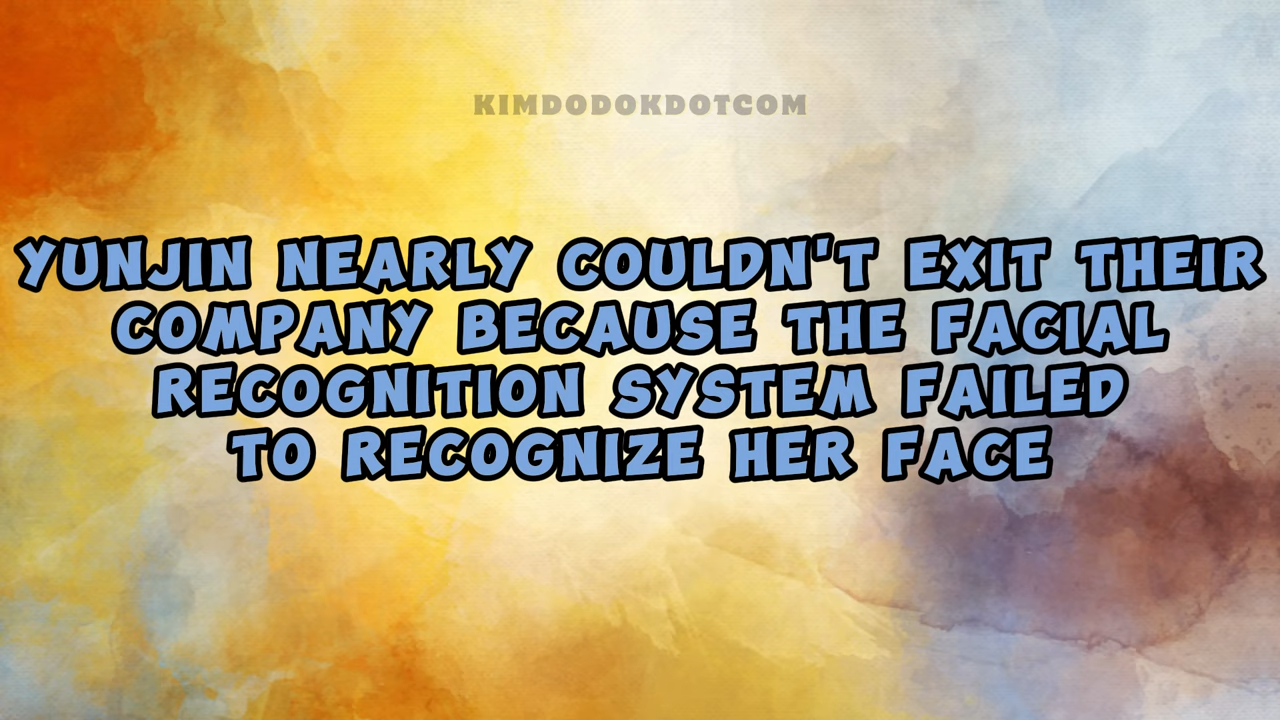 KIMDODOKDOTCOM
YUNJIN NEARLY COULDN'T EXIT THEIR
COMPANY BECAUSE THE FACIAL
RECOGNITION SYSTEM FAILED
TO RECOGNIZE HER FACE